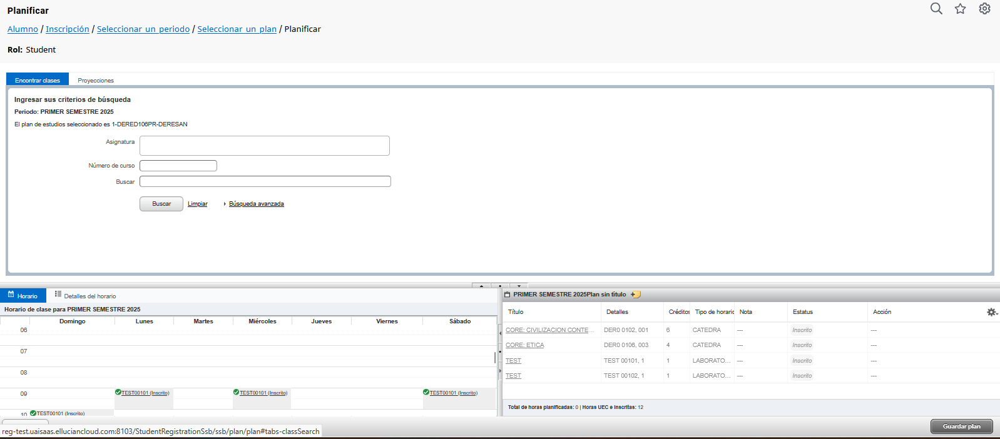 Planificar
Alumno / Inscripción / Seleccionar un periodo / Seleccionar un plan / Planificar
Rol: Student
Encontrar clases
Proyecciones
Ingresar sus criterios de búsqueda
Periodo: PRIMER SEMESTRE 2025
El plan de estudios seleccionado es 1-DERED106PR-DERESAN
Asignatura
Número de curso
Buscar
Buscar Limpiar Búsqueda avanzada
Horario
Detalles del horario
Horario de clase para PRIMER SEMESTRE 2025
Domingo Lunes Martes Miércoles Jueves Viernes Sábado
06
07
08
09 TEST00101 (Inscrito) TEST00101 (Inscrito) TEST00101 (Inscrito)
10 TEST00101 (Inscrito)
PRIMER SEMESTRE 2025Plan sin título
Título Detalles Créditos Tipo de horario Nota Estatus Acción
CORE: CIVILIZACION CONTE... DER0 0102, 001 6 CATEDRA --- Inscrito ---
CORE: ETICA DER0 0106, 003 4 CATEDRA --- Inscrito ---
TEST TEST 00101, 1 1 LABORATO... --- Inscrito ---
TEST TEST 00102, 1 1 LABORATO... --- Inscrito ---
Total de horas planificadas: 0 | Horas UEC e Inscritas: 12
reg-test.uaisaas.elluciancloud.com:8103/StudentRegistrationSsb/ssb/plan/plan#tabs-classSearch
Guardar plan